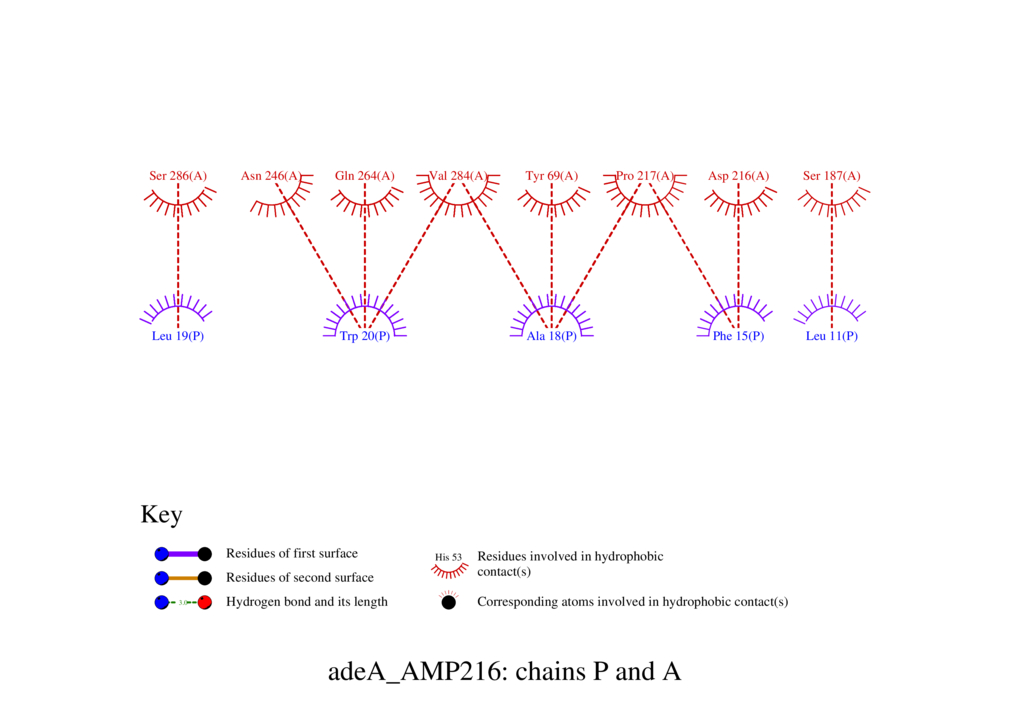 Ser 286(A) Asn 246(A) Gln 264(A) Val 284(A) Tyr 69(A) Pro 217(A) Asp 216(A) Ser 187(A)
Leu 19(P) Trp 20(P) Ala 18(P) Phe 15(P) Leu 11(P)
Key
Residues of first surface
Residues of second surface
3.0 Hydrogen bond and its length
His 53 Residues involved in hydrophobic
contact(s)
Corresponding atoms involved in hydrophobic contact(s)
adeA_AMP216: chains P and A